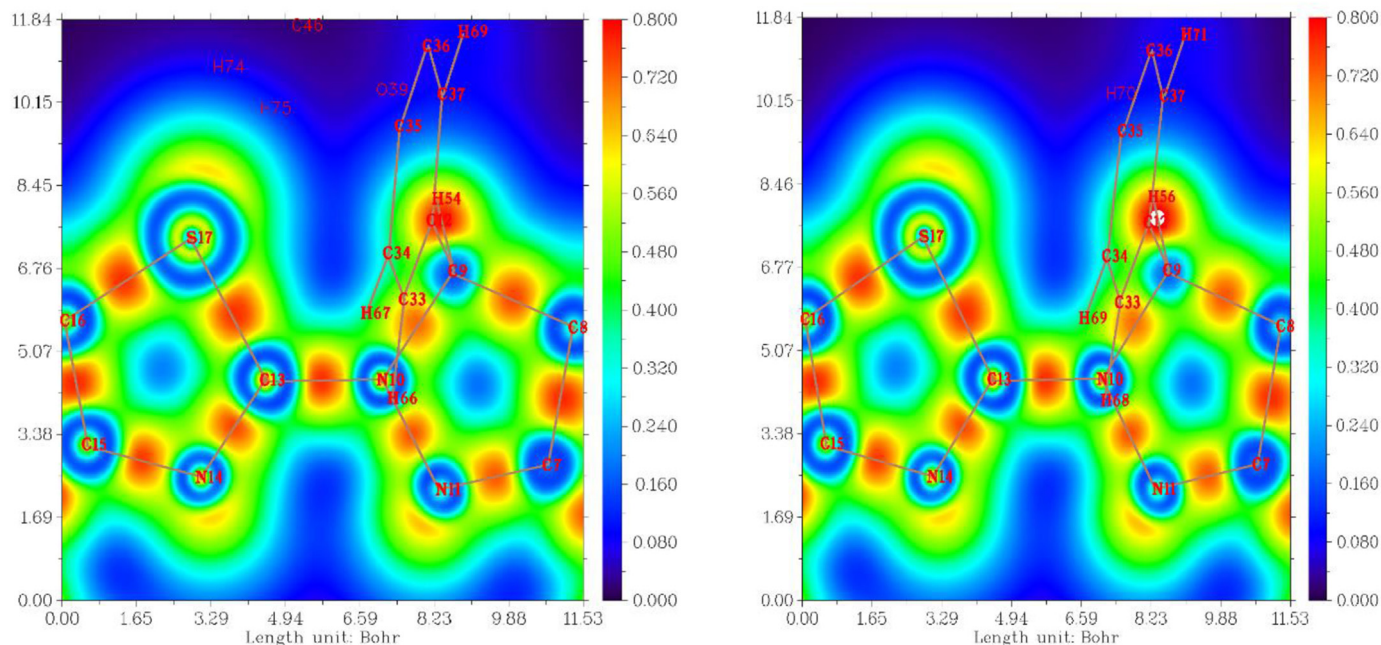 11.84
10.15
8.45
6.76
5.07
3.38
1.69
0.00
C46
H69
C36
H74
O39
C37
H75
C35
H54
S17
C34
C9
C33
H67
C16
C8
C13
N10
H66
C15
C7
N14
N11
0.00 1.65 3.29 4.94 6.59 8.23 9.88 11.53
Length unit: Bohr
0.800
0.720
0.640
0.560
0.480
0.400
0.320
0.240
0.160
0.080
0.000
11.84
10.15
8.46
6.77
5.07
3.38
1.69
0.00
H71
C36
H70
C37
C35
H56
S17
C34
C9
C33
H69
C16
C8
C13
N10
H68
C15
C7
N14
N11
0.00 1.65 3.29 4.94 6.59 8.23 9.88 11.53
Length unit: Bohr
0.800
0.720
0.640
0.560
0.480
0.400
0.320
0.240
0.160
0.080
0.000